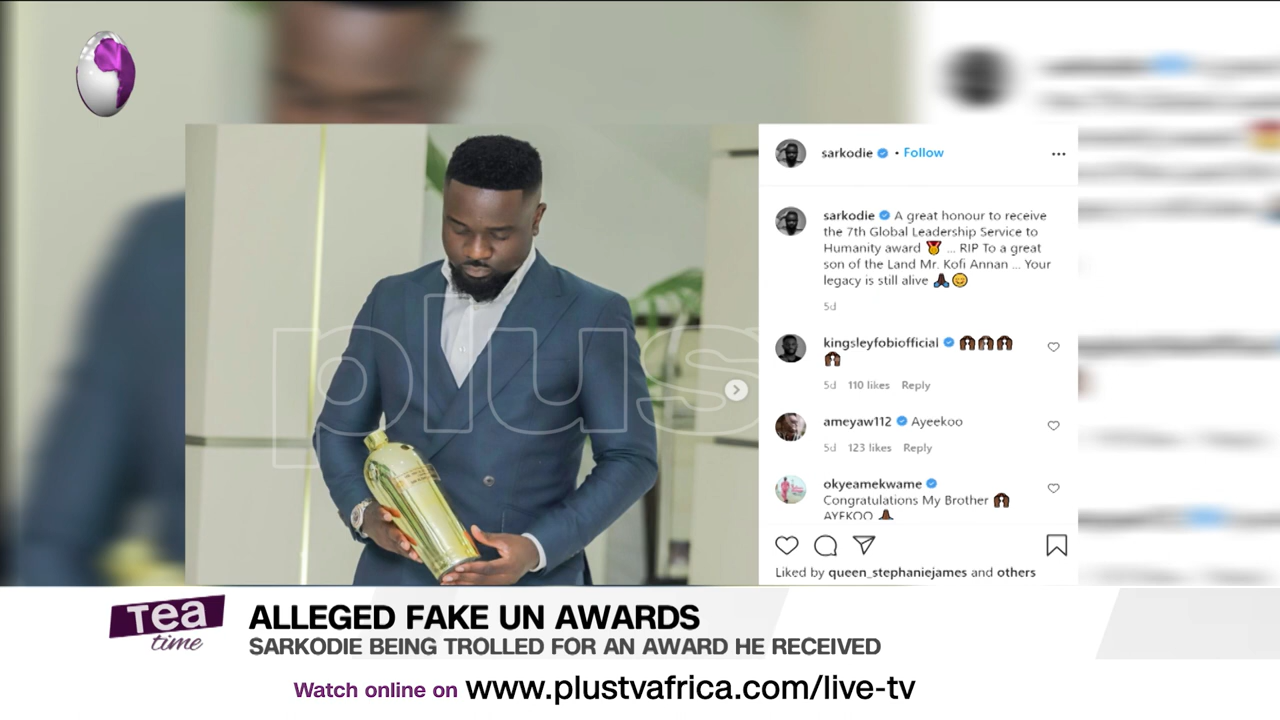 sarkodie • Follow
sarkodie A great honour to receive
the 7th Global Leadership Service to
Humanity award 🏅 ... RIP To a great
son of the Land Mr. Kofi Annan ... Your
legacy is still alive 🙏🏿😊
5d
kingsleyfobiofficial
5d 110 likes Reply
ameyaw112 Ayeekoo
5d 123 likes Reply
okyeamekwame
Congratulations My Brother
AYEKOO
Liked by queen_stephaniejames and others
plus
Tea
time
ALLEGED FAKE UN AWARDS
SARKODIE BEING TROLLED FOR AN AWARD HE RECEIVED
Watch online on www.plustvafrica.com/live-tv